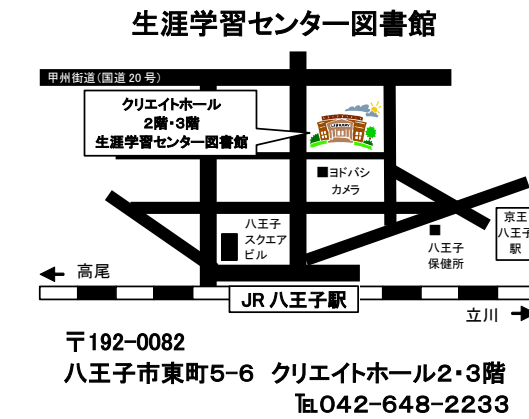 生涯学習センター図書館
甲州街道(国道20号)
クリエイトホール
2階・3階
生涯学習センター図書館
■ヨドバシ
カメラ
八王子
スクエア
ビル
八王子
保健所
京王
八王子
駅
高尾
JR 八王子駅
立川
〒192-0082
八王子市東町5-6 クリエイトホール2・3階
℡042-648-2233